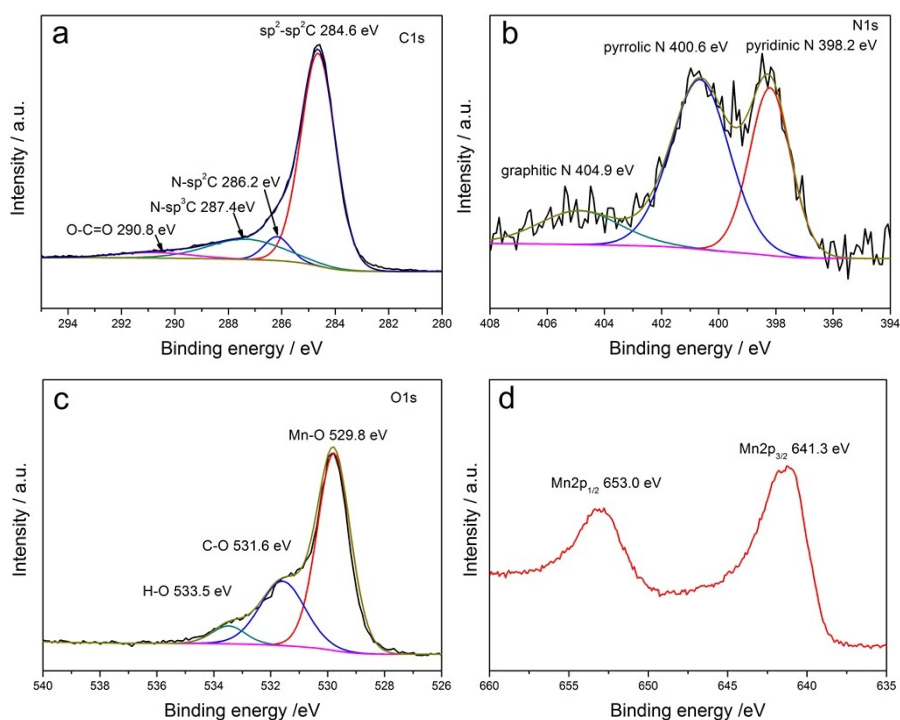 a
sp²-sp²C 284.6 eV
C1s
N-sp²C 286.2 eV
N-sp³C 287.4eV
O-C=O 290.8 eV
Intensity / a.u.
294 292 290 288 286 284 282 280
Binding energy / eV
b
N1s
pyrrolic N 400.6 eV pyridinic N 398.2 eV
graphitic N 404.9 eV
Intensity / a.u.
408 406 404 402 400 398 396 394
Binding energy / eV
c
O1s
Mn-O 529.8 eV
C-O 531.6 eV
H-O 533.5 eV
Intensity / a.u.
540 538 536 534 532 530 528 526
Binding energy /eV
d
Mn2p3/2 641.3 eV
Mn2p1/2 653.0 eV
Intensity / a.u.
660 655 650 645 640 635
Binding energy / eV